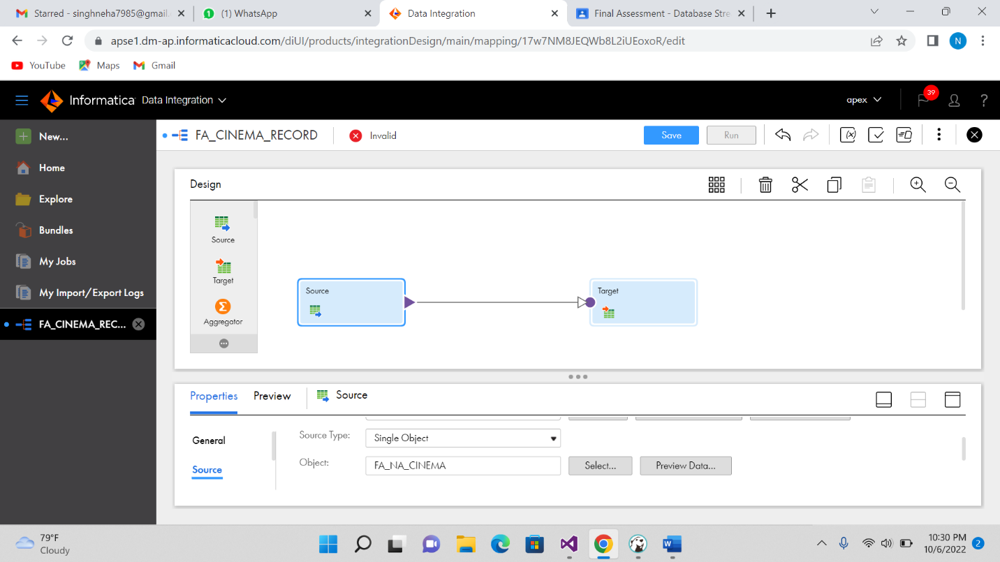 Starred - singhneha7985@gmail.
(1) WhatsApp
Data Integration
Final Assessment - Database Stre
apse1.dm-ap.informaticacloud.com/diUI/products/integrationDesign/main/mapping/17w7NM8JEQWb8L2iUEoxoR/edit
N
YouTube
Maps
Gmail
Informatica Data Integration
apex
39
?
New...
Home
Explore
Bundles
My Jobs
My Import/Export Logs
FA_CINEMA_REC...
FA_CINEMA_RECORD
Invalid
Save
Run
Design
Source
Target
Aggregator
Source
Target
Properties
Preview
Source
General
Source
Source Type:
Single Object
Object:
FA_NA_CINEMA
Select...
Preview Data...
79°F
Cloudy
10:30 PM
10/6/2022
2